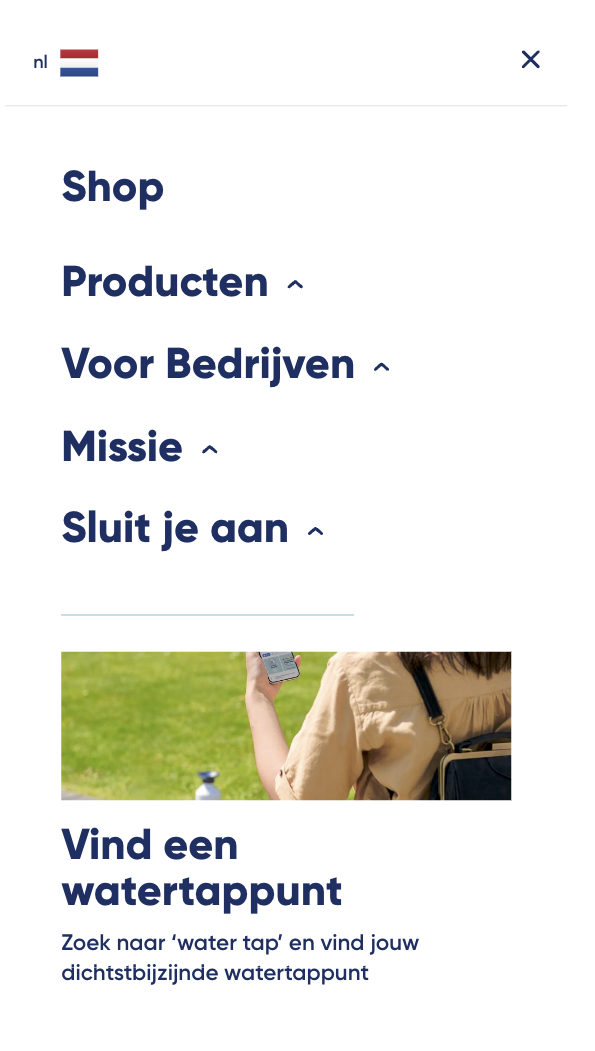 nl
Shop
Producten
Voor Bedrijven
Missie
Sluit je aan
Vind een
watertappunt
Zoek naar ‘water tap’ en vind jouw
dichtstbijzijnde watertappunt